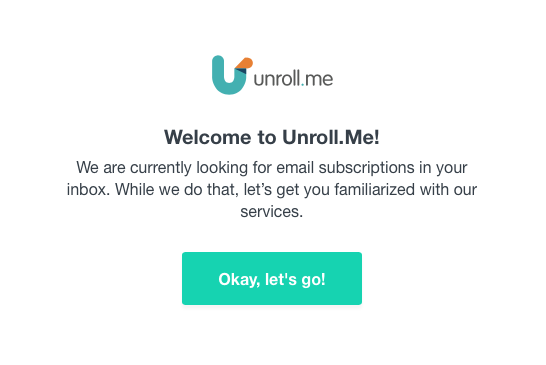 unroll.me
Welcome to Unroll.Me!
We are currently looking for email subscriptions in your
inbox. While we do that, let’s get you familiarized with our
services.
Okay, let's go!